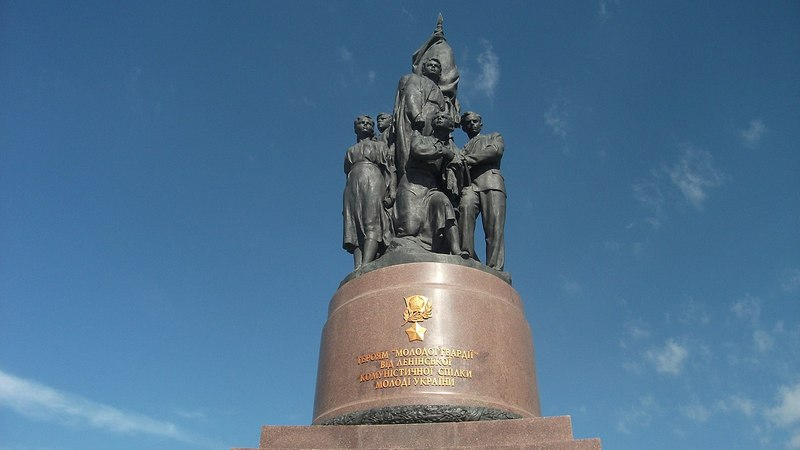 ГЕРОЯМ "МОЛОДОЇ ГВАРДІЇ"
ВІД ЛЕНІНСЬКОЇ
КОМУНІСТИЧНОЇ СПІЛКИ
МОЛОДІ УКРАЇНИ